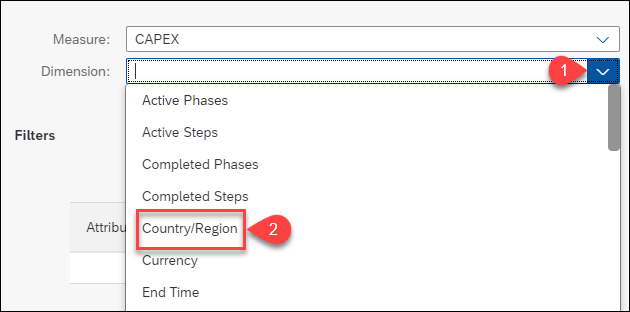 Measure: CAPEX
Dimension: 1
Active Phases
Active Steps
Filters
Completed Phases
Completed Steps
Attribu
Country/Region 2
Currency
End Time